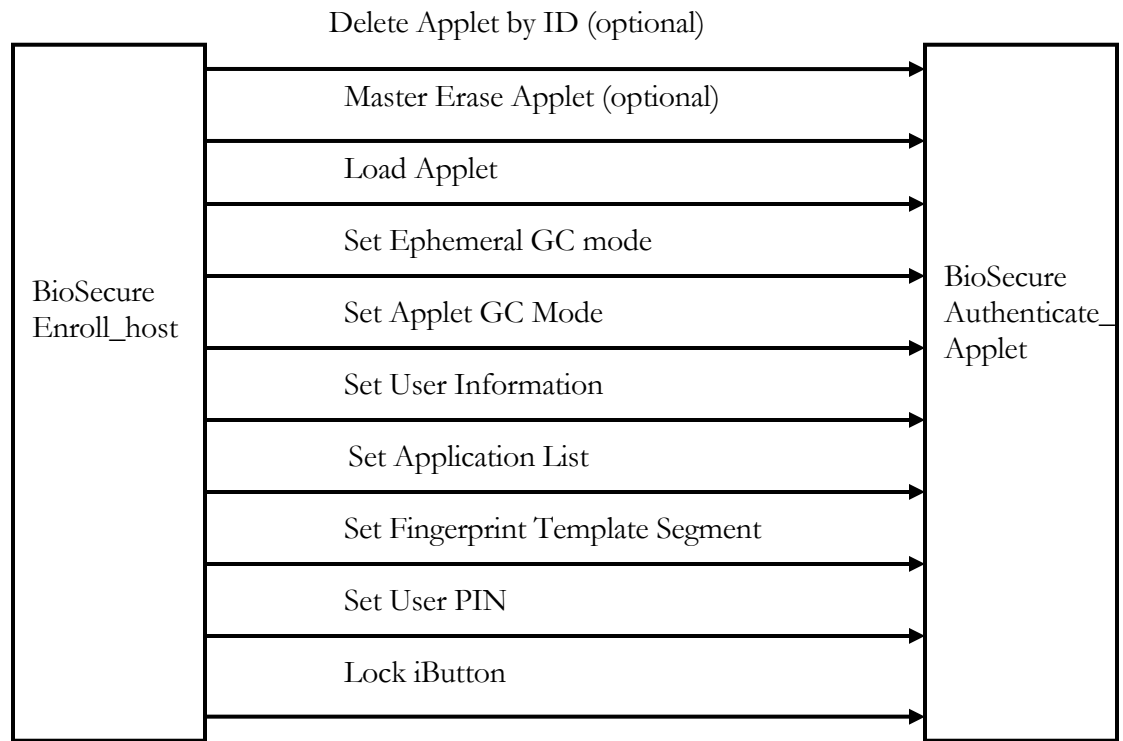 Delete Applet by ID (optional)
Master Erase Applet (optional)
Load Applet
Set Ephemeral GC mode
BioSecure
Enroll_host
BioSecure
Authenticate_
Applet
Set Applet GC Mode
Set User Information
Set Application List
Set Fingerprint Template Segment
Set User PIN
Lock iButton